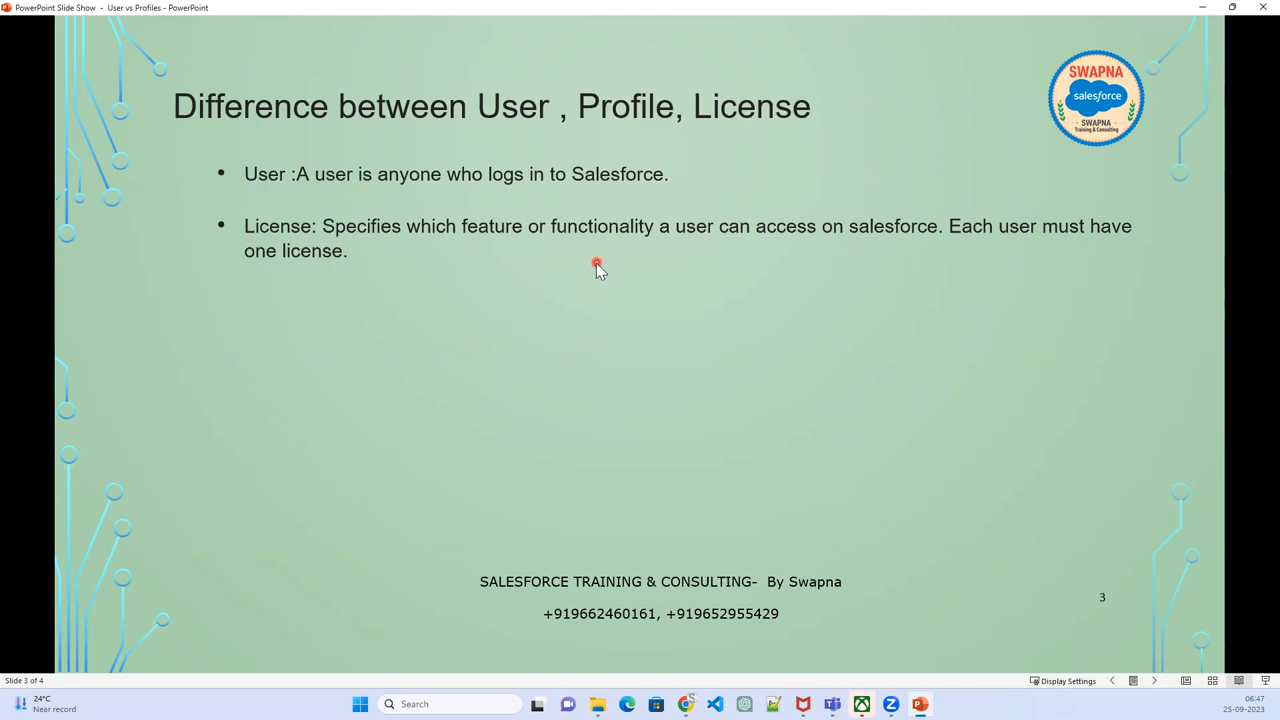 PowerPoint Slide Show - User vs Profiles - PowerPoint
SWAPNA
salesforce
SWAPNA
Training & Consulting
Difference between User , Profile, License
• User :A user is anyone who logs in to Salesforce.
• License: Specifies which feature or functionality a user can access on salesforce. Each user must have
one license.
SALESFORCE TRAINING & CONSULTING- By Swapna
+919662460161, +919652955429
3
Slide 3 of 4
Display Settings
24°C
Near record
Search
06:47
25-09-2023